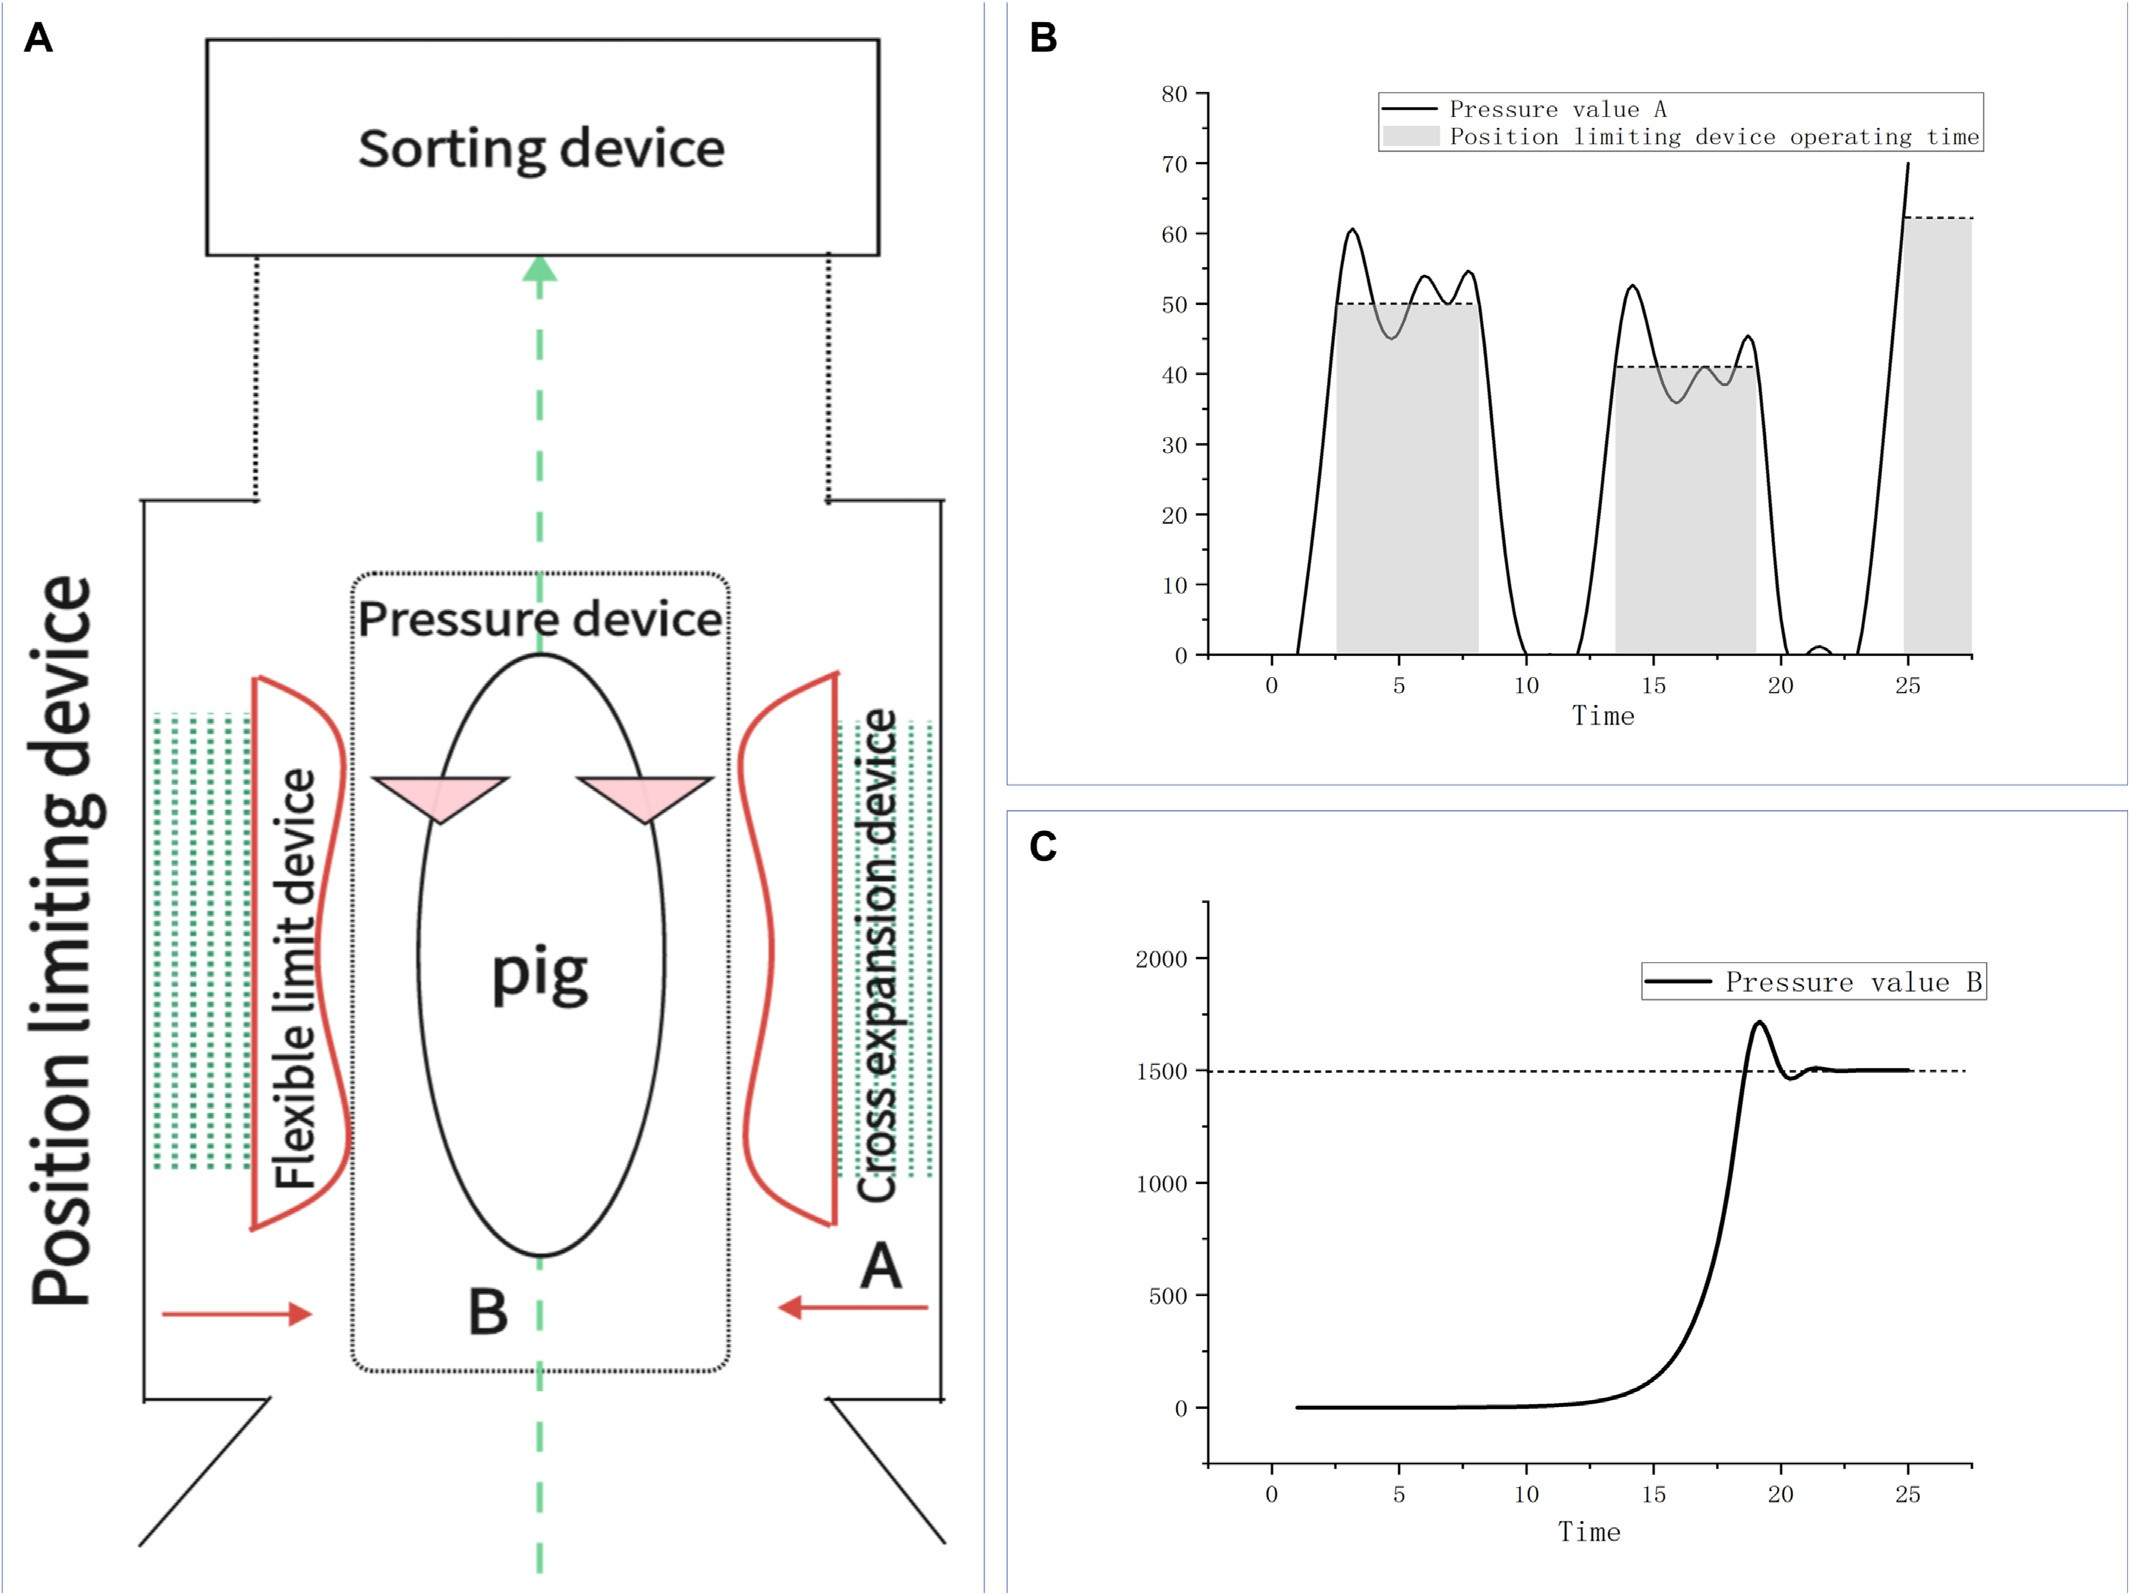 A
Sorting device
Position limiting device
Pressure device
Flexible limit device
pig
Cross expansion device
A
B
B
80
70
60
50
40
30
20
10
0
Pressure value A
Position limiting device operating time
0 5 10 15 20 25
Time
C
2000
1500
1000
500
0
Pressure value B
0 5 10 15 20 25
Time